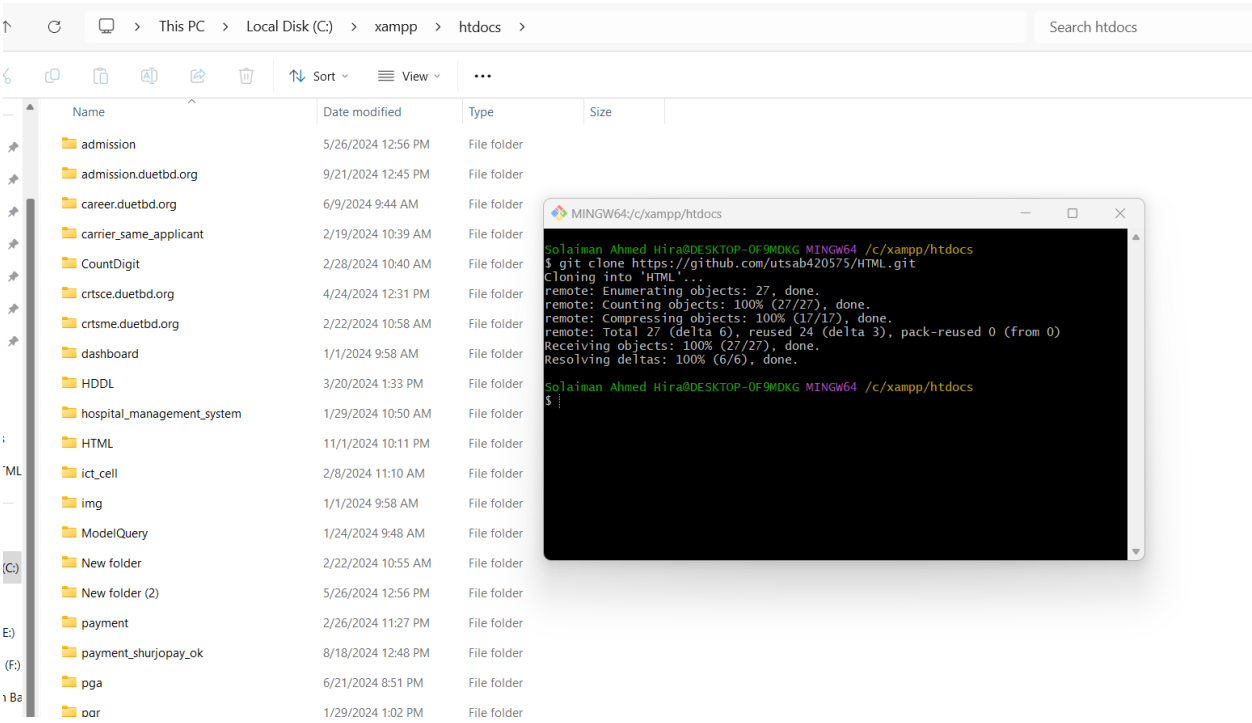 This PC > Local Disk (C:) > xampp > htdocs >
Search htdocs
Sort
View
Name Date modified Type Size
admission 5/26/2024 12:56 PM File folder
admission.duetbd.org 9/21/2024 12:45 PM File folder
career.duetbd.org 6/9/2024 9:44 AM File folder
carrier_same_applicant 2/19/2024 10:39 AM File folder
CountDigit 2/28/2024 10:40 AM File folder
crtsce.duetbd.org 4/24/2024 12:31 PM File folder
crtsme.duetbd.org 2/22/2024 10:58 AM File folder
dashboard 1/1/2024 9:58 AM File folder
HDDL 3/20/2024 1:33 PM File folder
hospital_management_system 1/29/2024 10:50 AM File folder
HTML 11/1/2024 10:11 PM File folder
ict_cell 2/8/2024 11:10 AM File folder
img 1/1/2024 9:58 AM File folder
ModelQuery 1/24/2024 9:48 AM File folder
New folder 2/22/2024 10:55 AM File folder
New folder (2) 5/26/2024 12:56 PM File folder
payment 2/26/2024 11:27 PM File folder
payment_shurjopay_ok 8/18/2024 12:48 PM File folder
pga 6/21/2024 8:51 PM File folder
pgr 1/29/2024 1:02 PM File folder
(C:)
E:)
(F:)
MINGW64:/c/xampp/htdocs
Solaiman Ahmed Hira@DESKTOP-OF9MDKG MINGW64 /c/xampp/htdocs
$ git clone https://github.com/utsab420575/HTML.git
Cloning into 'HTML'...
remote: Enumerating objects: 27, done.
remote: Counting objects: 100% (27/27), done.
remote: Compressing objects: 100% (17/17), done.
remote: Total 27 (delta 6), reused 24 (delta 3), pack-reused 0 (from 0)
Receiving objects: 100% (27/27), done.
Resolving deltas: 100% (6/6), done.
Solaiman Ahmed Hira@DESKTOP-OF9MDKG MINGW64 /c/xampp/htdocs
$